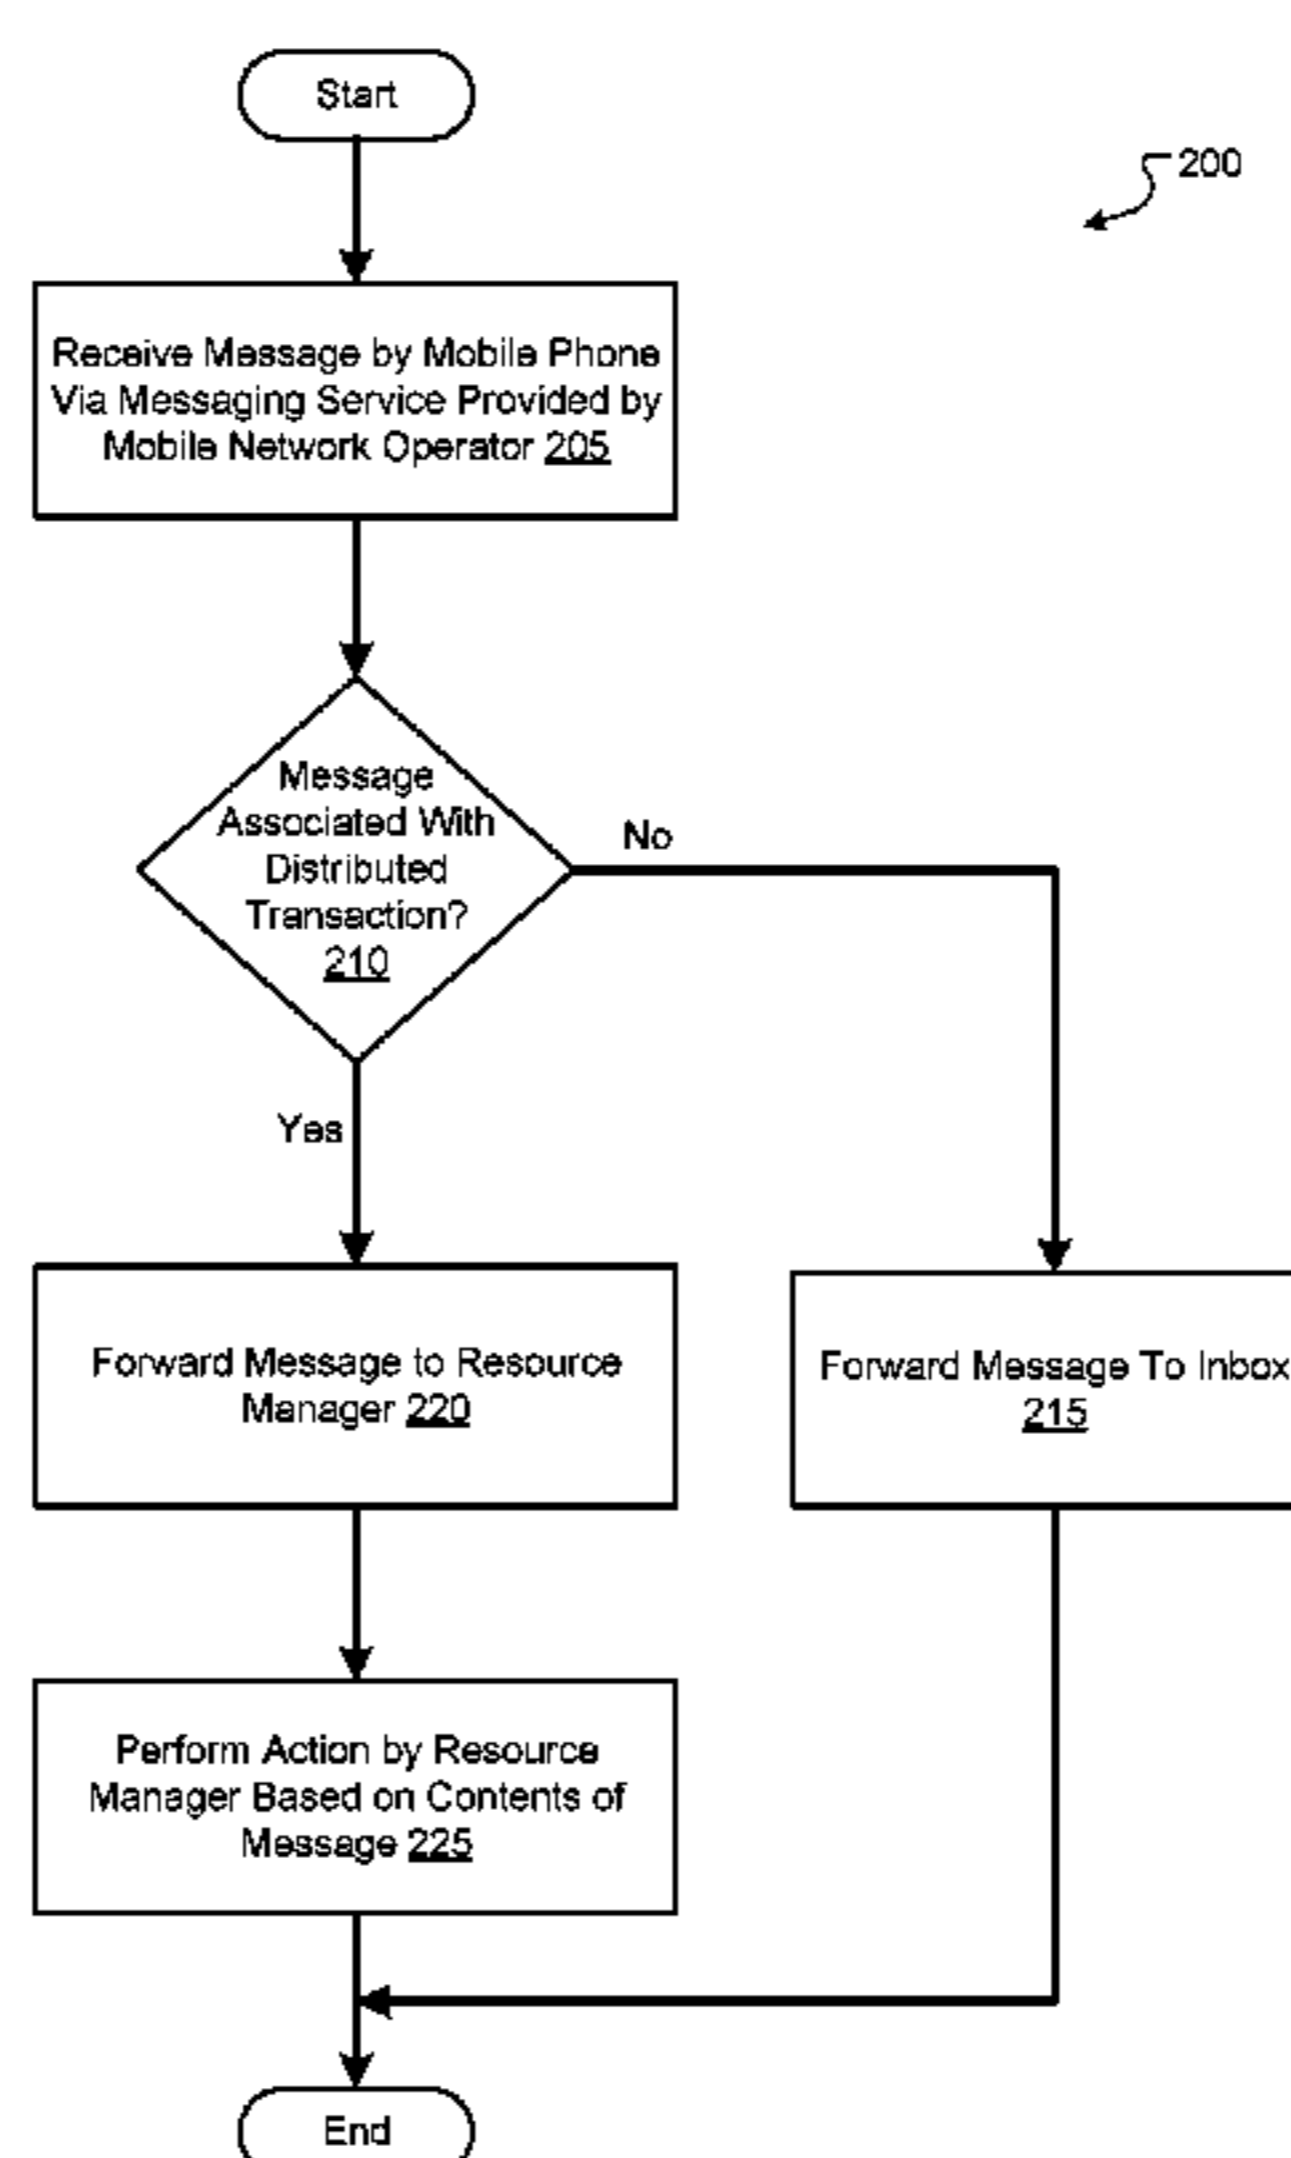 Start
200
Receive Message by Mobile Phone
Via Messaging Service Provided by
Mobile Network Operator 205
Message
Associated With
Distributed
Transaction?
210
No
Yes
Forward Message to Resource
Manager 220
Forward Message To Inbox
215
Perform Action by Resource
Manager Based on Contents of
Message 225
End